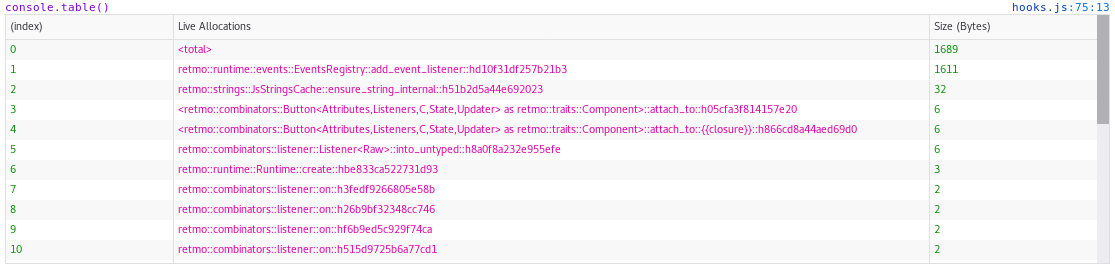 console.table() hooks.js:75:13
(index) Live Allocations Size (Bytes)
0 <total> 1689
1 retmo::runtime::events::EventsRegistry::add_event_listener::hd10f31df257b21b3 1611
2 retmo::strings::JsStringsCache::ensure_string_internal::h51b2d5a44e692023 32
3 <retmo::combinators::Button<Attributes,Listeners,C,State,Updater> as retmo::traits::Component>::attach_to::h05cfa3f814157e20 6
4 <retmo::combinators::Button<Attributes,Listeners,C,State,Updater> as retmo::traits::Component>::attach_to::{{closure}}::h866cd8a44aed69d0 6
5 retmo::combinators::listener::Listener<Raw>::into_untyped::h8a0f8a232e955efe 6
6 retmo::runtime::Runtime::create::hbe833ca522731d93 3
7 retmo::combinators::listener::on::h3fedf9266805e58b 2
8 retmo::combinators::listener::on::h26b9bf32348cc746 2
9 retmo::combinators::listener::on::hf6b9ed5c929f74ca 2
10 retmo::combinators::listener::on::h515d9725b6a77cd1 2